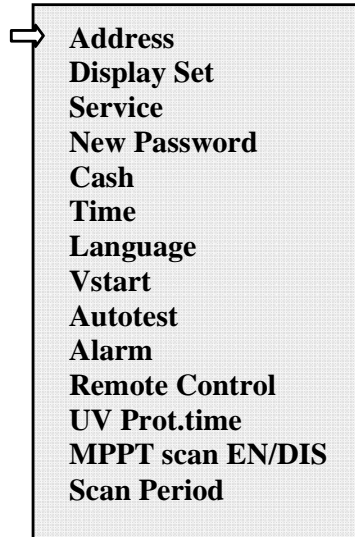 Address
Display Set
Service
New Password
Cash
Time
Language
Vstart
Autotest
Alarm
Remote Control
UV Prot.time
MPPT scan EN/DIS
Scan Period